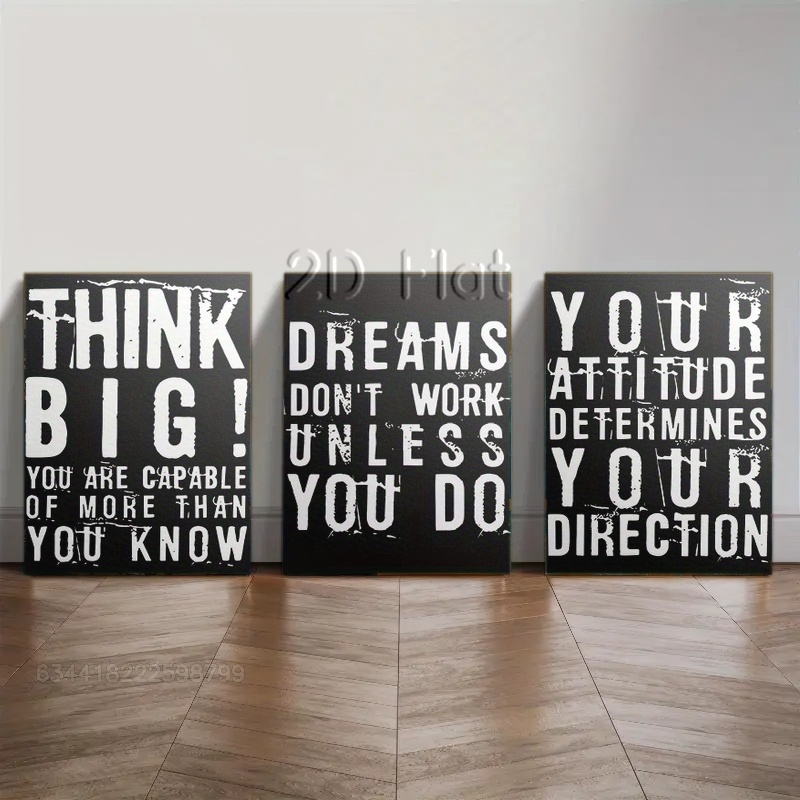 2D Flat
THINK
BIG!
YOU ARE CAPABLE
OF MORE THAN
YOU KNOW
DREAMS
DON'T WORK
UNLESS
YOU DO
YOUR
ATTITUDE
DETERMINES
YOUR
DIRECTION
634418222598799